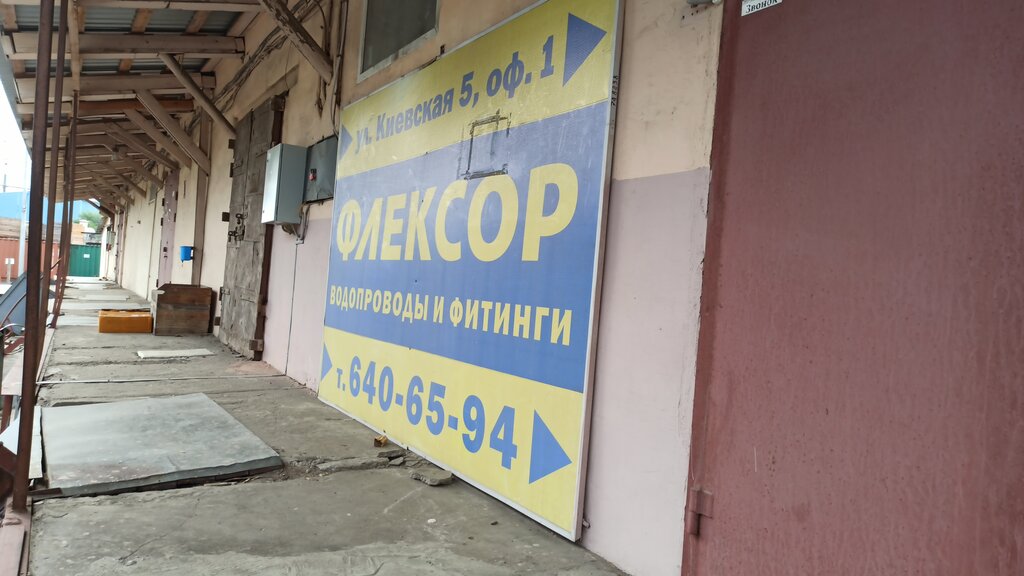 Звонок
ул. Киевская 5, оф. 1
ФЛЕКСОР
ВОДОПРОВОДЫ И ФИТИНГИ
т. 640-65-94